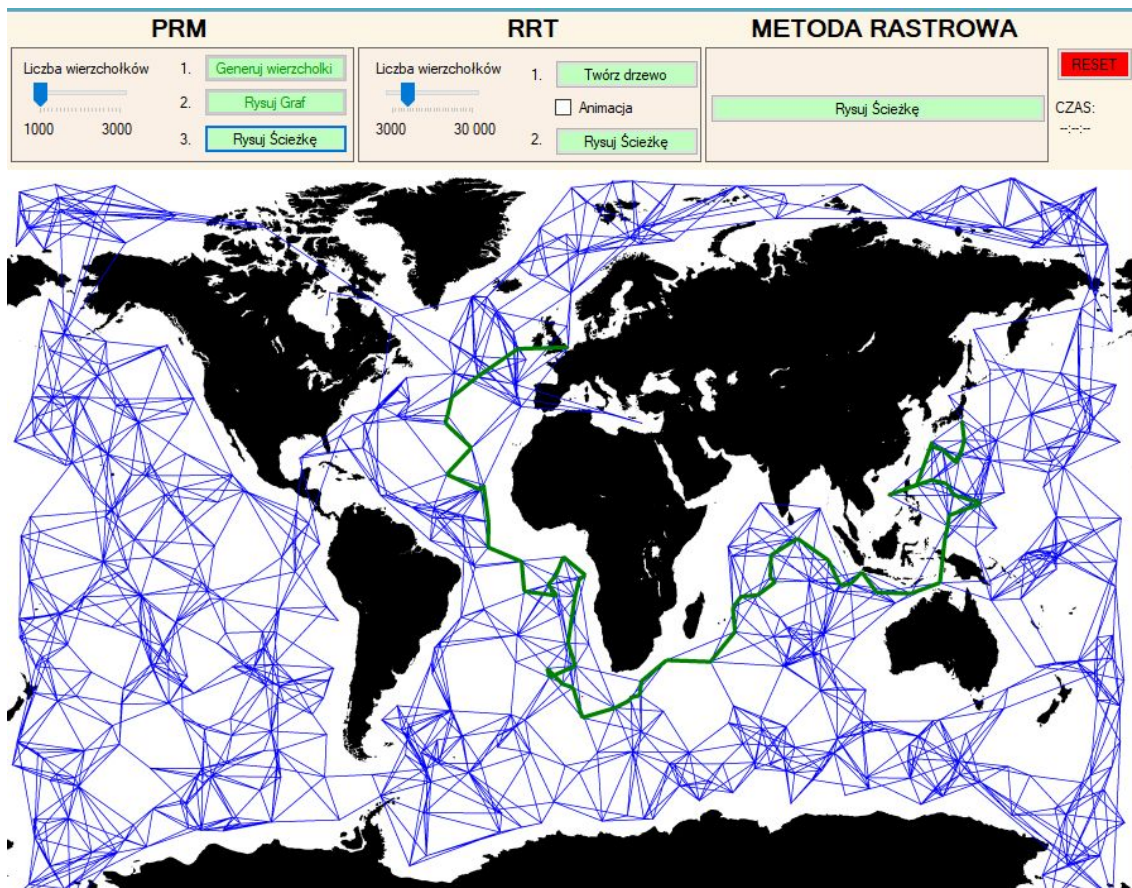 PRM
Liczba wierzchołków
1000 3000
1. Generuj wierzcholki
2. Rysuj Graf
3. Rysuj Ścieżkę
RRT
Liczba wierzchołków
3000 30 000
1. Twórz drzewo
Animacja
2. Rysuj Ścieżkę
METODA RASTROWA
Rysuj Ścieżkę
RESET
CZAS:
--:--:--